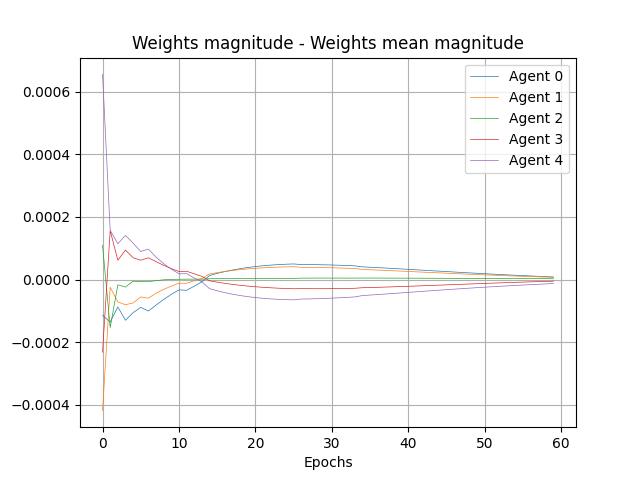 Weights magnitude - Weights mean magnitude
Agent 0
Agent 1
Agent 2
Agent 3
Agent 4
0.0006
0.0004
0.0002
0.0000
−0.0002
−0.0004
0 10 20 30 40 50 60
Epochs